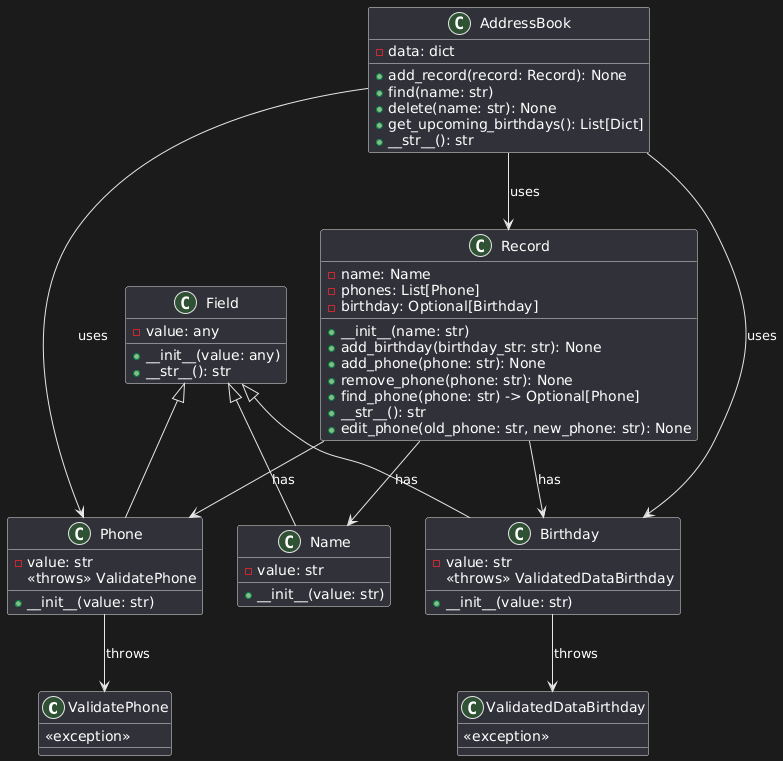 C AddressBook
data: dict
add_record(record: Record): None
find(name: str)
delete(name: str): None
get_upcoming_birthdays(): List[Dict]
__str__(): str
uses
C Record
name: Name
phones: List[Phone]
birthday: Optional[Birthday]
__init__(name: str)
add_birthday(birthday_str: str): None
add_phone(phone: str): None
remove_phone(phone: str): None
find_phone(phone: str) -> Optional[Phone]
__str__(): str
edit_phone(old_phone: str, new_phone: str): None
C Field
value: any
__init__(value: any)
__str__(): str
uses
uses
has
has
has
C Phone
value: str
«throws» ValidatePhone
__init__(value: str)
C Name
value: str
__init__(value: str)
C Birthday
value: str
«throws» ValidatedDataBirthday
__init__(value: str)
throws
throws
C ValidatePhone
«exception»
C ValidatedDataBirthday
«exception»